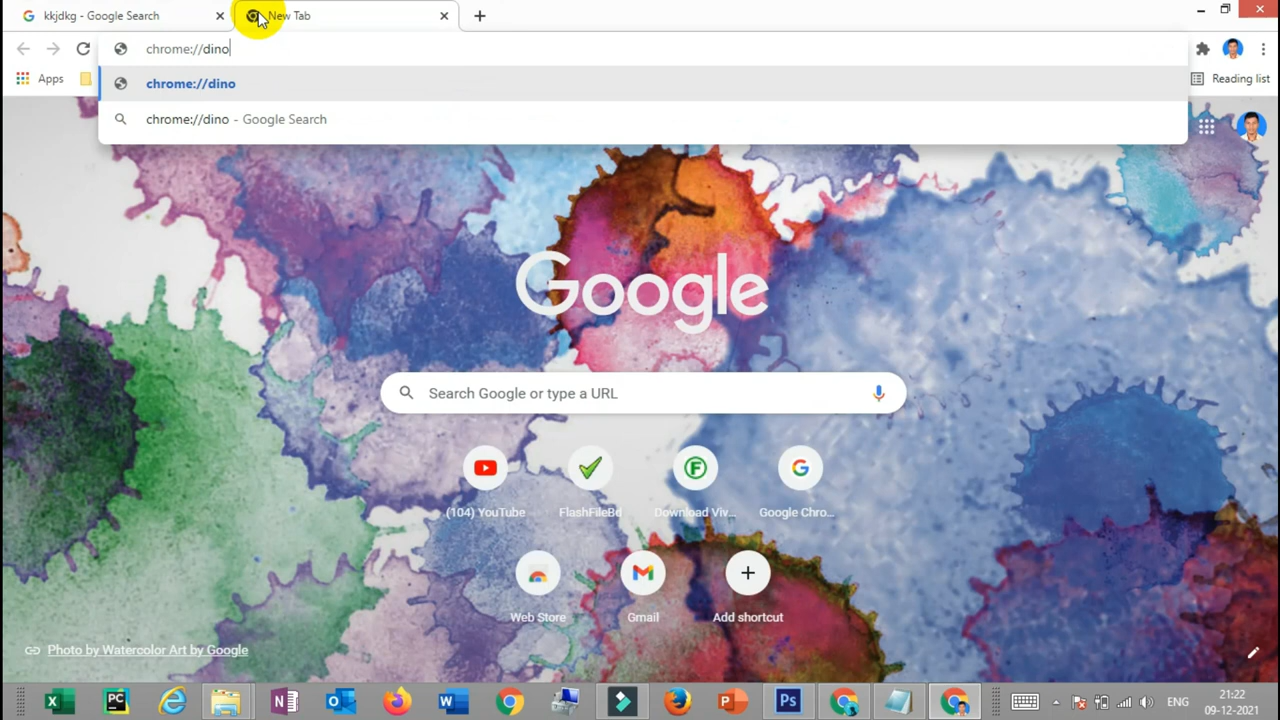 kkjdkg - Google Search
New Tab
chrome://dino
Apps
chrome://dino
Reading list
chrome://dino - Google Search
Google
Search Google or type a URL
(104) YouTube
FlashFileBd
Download Viv...
Google Chro...
Web Store
Gmail
Add shortcut
Photo by Watercolor Art by Google
ENG
21:22
09-12-2021